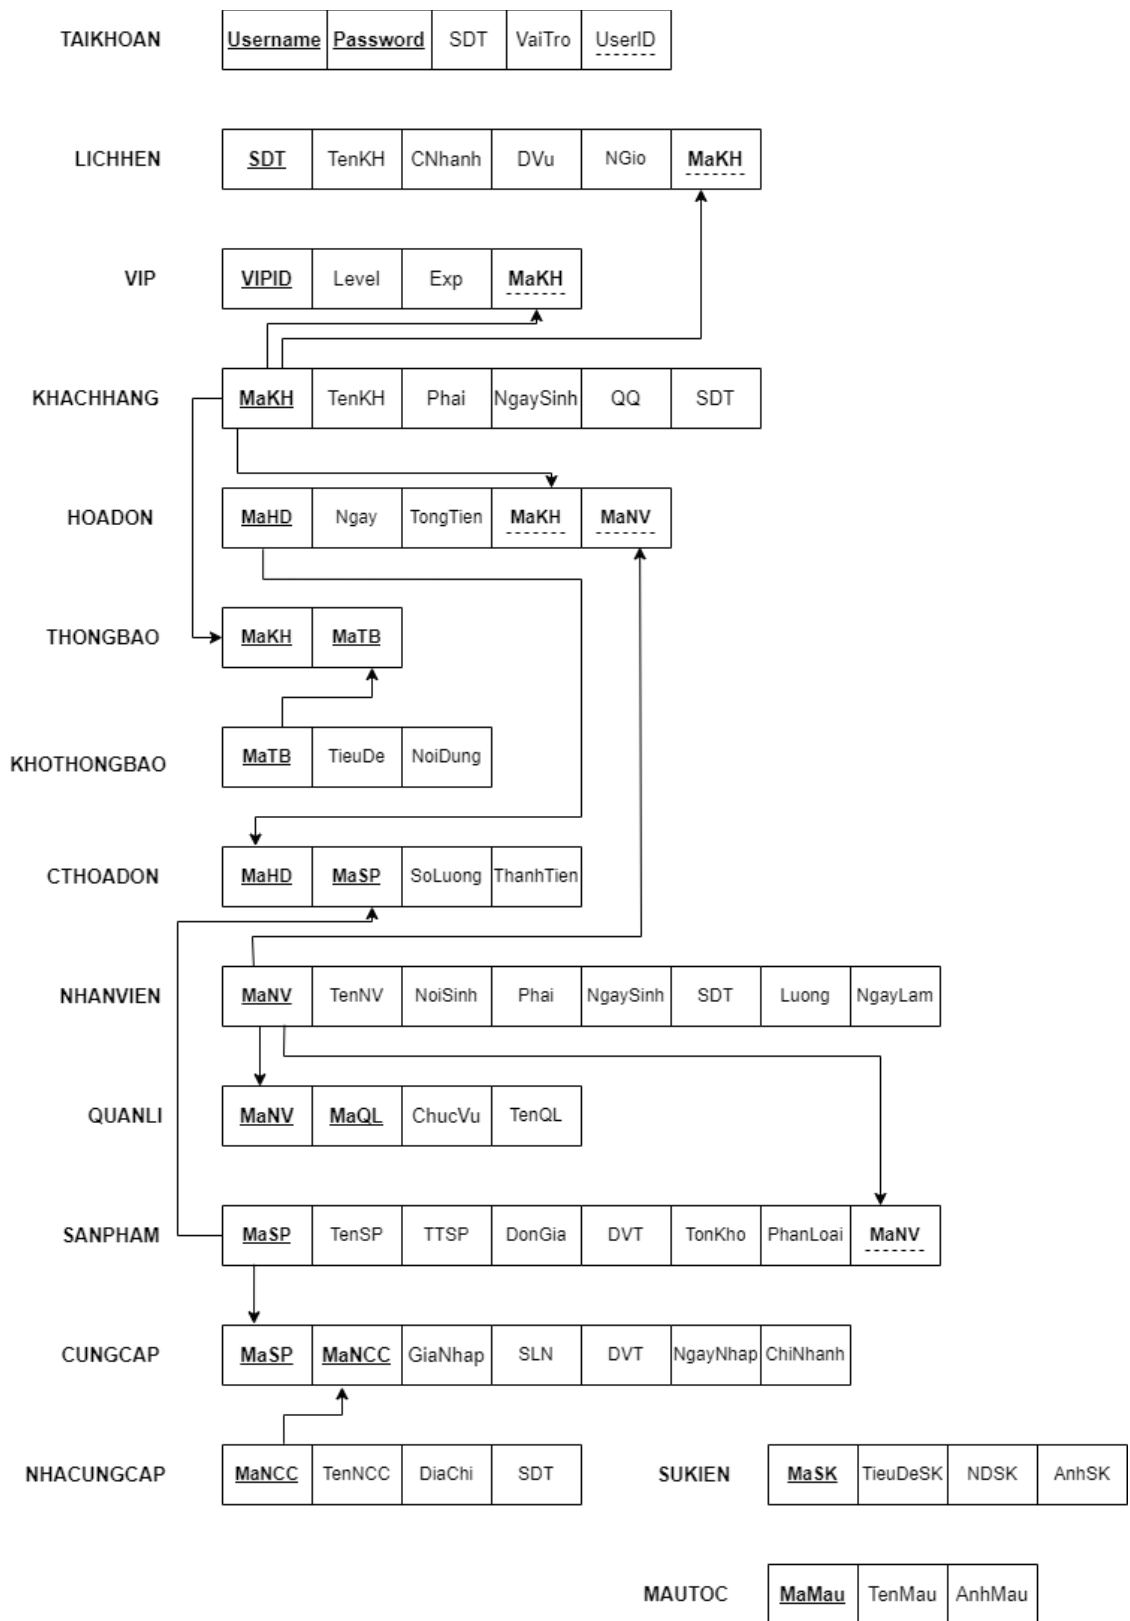 TAIKHOAN Username Password SDT VaiTro UserID
LICHHEN SDT TenKH CNhanh DVu NGio MaKH
VIP VIPID Level Exp MaKH
KHACHHANG MaKH TenKH Phai NgaySinh QQ SDT
HOADON MaHD Ngay TongTien MaKH MaNV
THONGBAO MaKH MaTB
KHOTHONGBAO MaTB TieuDe NoiDung
CTHOADON MaHD MaSP SoLuong ThanhTien
NHANVIEN MaNV TenNV NoiSinh Phai NgaySinh SDT Luong NgayLam
QUANLI MaNV MaQL ChucVu TenQL
SANPHAM MaSP TenSP TTSP DonGia DVT TonKho PhanLoai MaNV
CUNGCAP MaSP MaNCC GiaNhap SLN DVT NgayNhap ChiNhanh
NHACUNGCAP MaNCC TenNCC DiaChi SDT
SUKIEN MaSK TieuDeSK NDSK AnhSK
MAUTOC MaMau TenMau AnhMau